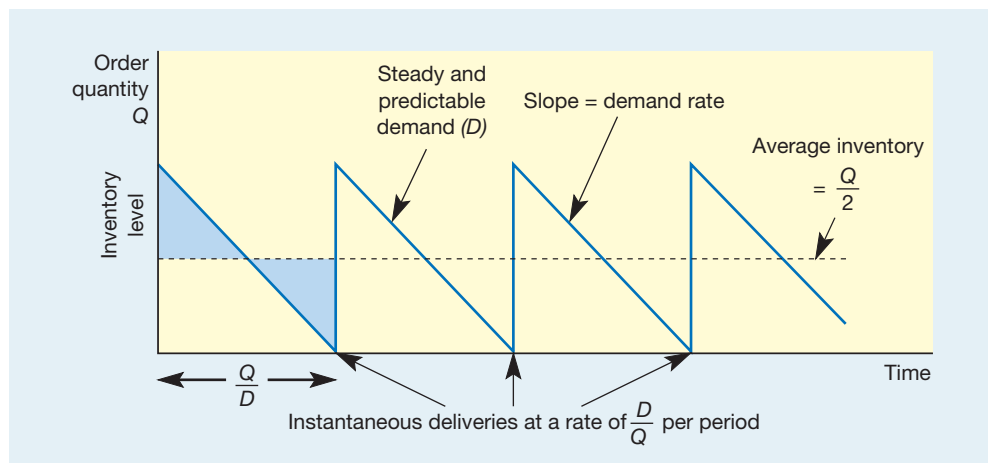 Order
quantity
Q
Inventory
level
Steady and
predictable
demand (D)
Slope = demand rate
Average inventory
= Q
2
Time
Q
D
Instantaneous deliveries at a rate of D per period
Q